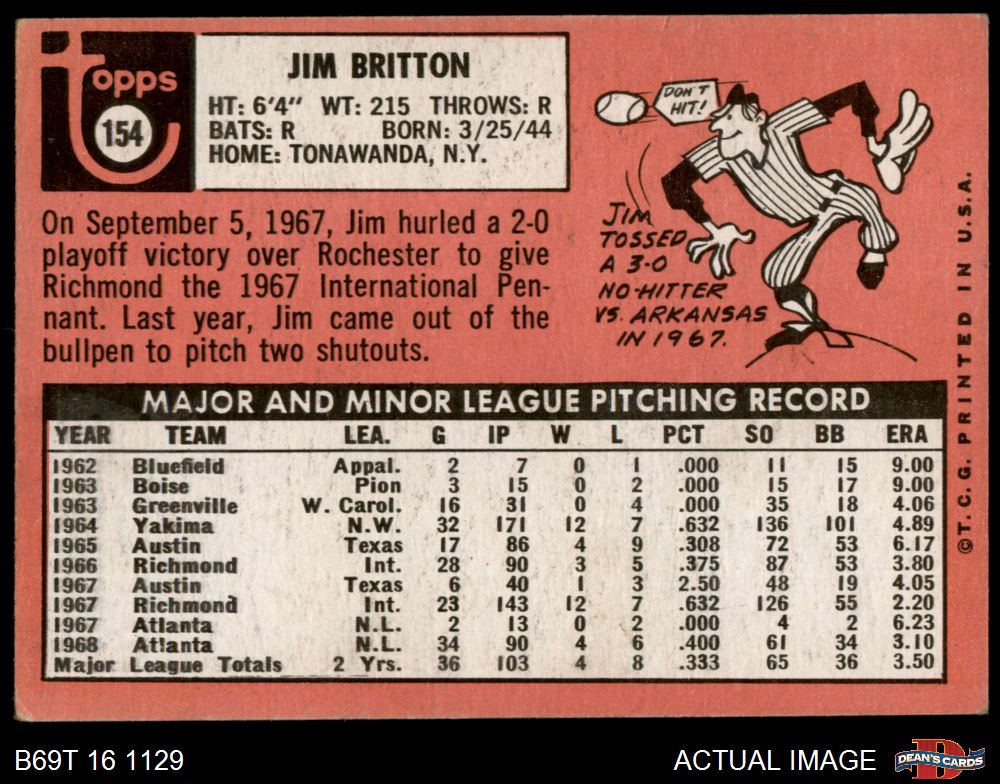 topps
154
JIM BRITTON
HT: 6'4" WT: 215 THROWS: R
BATS: R BORN: 3/25/44
HOME: TONAWANDA, N.Y.
DON'T
HIT!
On September 5, 1967, Jim hurled a 2-0
playoff victory over Rochester to give
Richmond the 1967 International Pen-
nant. Last year, Jim came out of the
bullpen to pitch two shutouts.
JIM
TOSSED
A 3-0
NO-HITTER
VS. ARKANSAS
IN 1967.
MAJOR AND MINOR LEAGUE PITCHING RECORD
YEAR TEAM LEA. G IP W L PCT SO BB ERA
1962 Bluefield Appal. 2 7 0 1 .000 11 15 9.00
1963 Boise Pion 3 15 0 2 .000 15 17 9.00
1963 Greenville W. Carol. 16 31 0 4 .000 35 18 4.06
1964 Yakima N.W. 32 171 12 7 .632 136 101 4.89
1965 Austin Texas 17 86 4 9 .308 72 53 6.17
1966 Richmond Int. 28 90 3 5 .375 87 53 3.80
1967 Austin Texas 6 40 1 3 2.50 48 19 4.05
1967 Richmond Int. 23 143 12 7 .632 126 55 2.20
1967 Atlanta N.L. 2 13 0 2 .000 4 2 6.23
1968 Atlanta N.L. 34 90 4 6 .400 61 34 3.10
Major League Totals 2 Yrs. 36 103 4 8 .333 65 36 3.50
©T.C.G. PRINTED IN U.S.A.
B69T 16 1129
ACTUAL IMAGE
D
DEAN'S CARDS